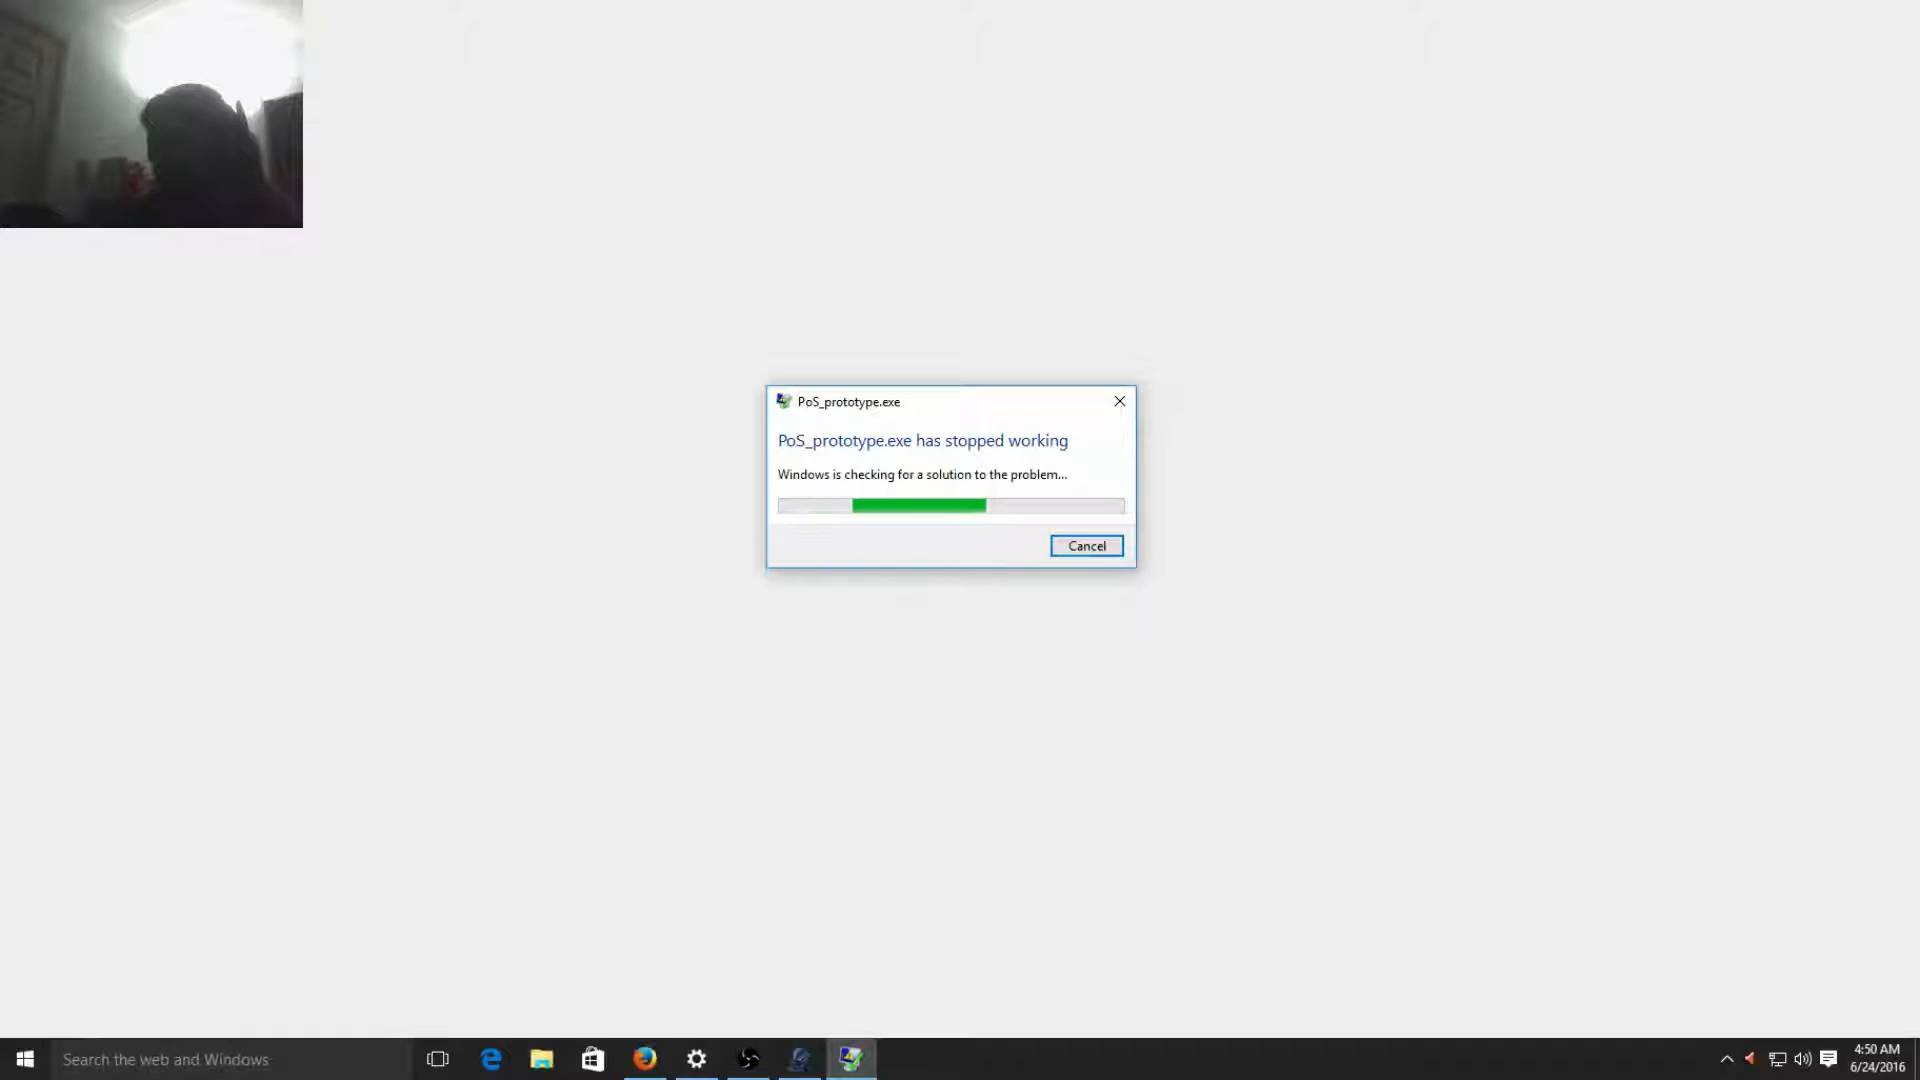 PoS_prototype.exe
PoS_prototype.exe has stopped working
Windows is checking for a solution to the problem...
Cancel
Search the web and Windows
4:50 AM
6/24/2016